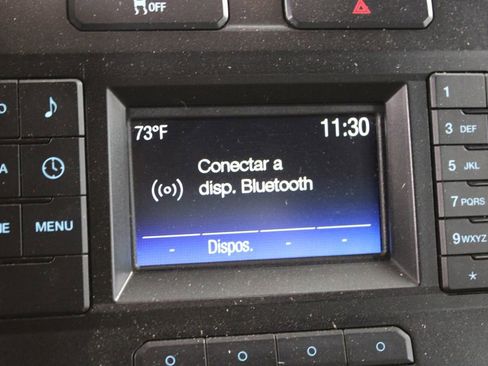 OFF
1
73°F 11:30
3 DEF
Conectar a
disp. Bluetooth
5 JKL
7 PQRS
MENU
- Dispos. - -
9 WXYZ
*